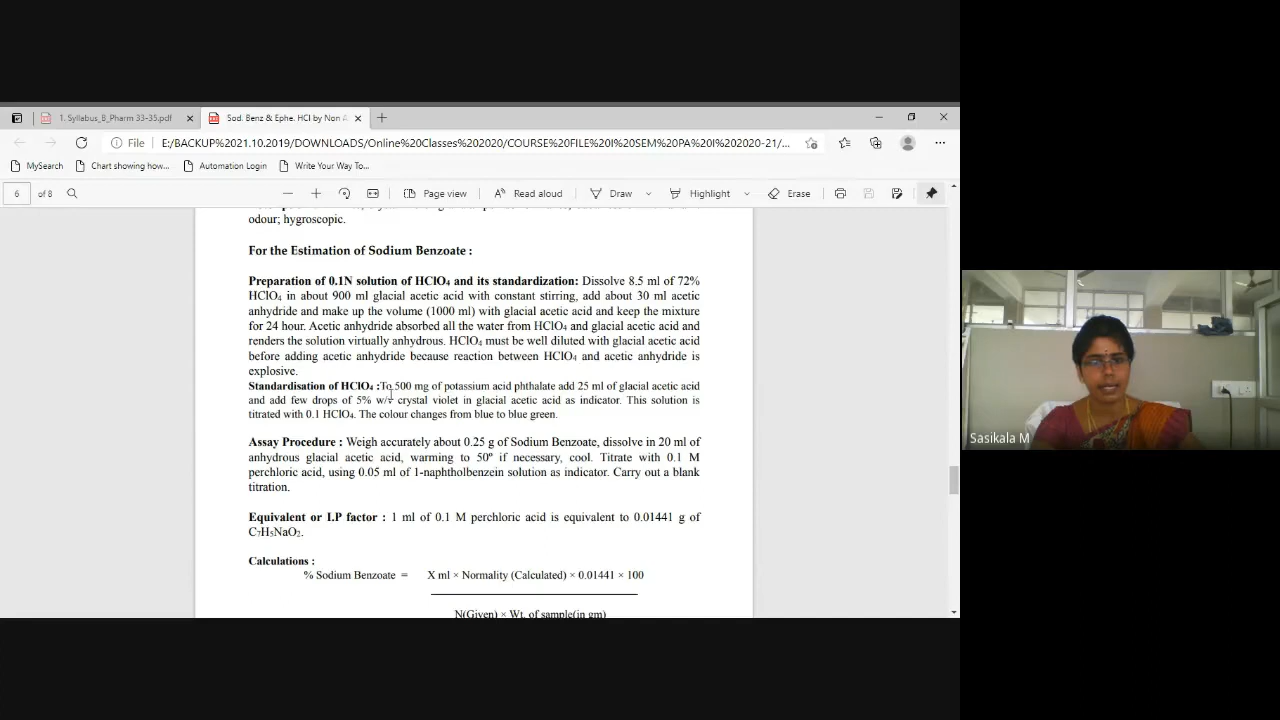 1. Syllabus_B_Pharm 33-35.pdf
Sod. Benz & Ephe. HCl by Non A
File
E:/BACKUP%2021.10.2019/DOWNLOADS/Online%20Classes%202020/COURSE%20FILE%20I%20SEM%20PA%20I%202020-21/...
MySearch
Chart showing how...
Automation Login
Write Your Way To...
6 of 8
Page view
Read aloud
Draw
Highlight
Erase
odour; hygroscopic.
For the Estimation of Sodium Benzoate :
Preparation of 0.1N solution of HClO₄ and its standardization: Dissolve 8.5 ml of 72%
HClO₄ in about 900 ml glacial acetic acid with constant stirring, add about 30 ml acetic
anhydride and make up the volume (1000 ml) with glacial acetic acid and keep the mixture
for 24 hour. Acetic anhydride absorbed all the water from HClO₄ and glacial acetic acid and
renders the solution virtually anhydrous. HClO₄ must be well diluted with glacial acetic acid
before adding acetic anhydride because reaction between HClO₄ and acetic anhydride is
explosive.
Standardisation of HClO₄ :To 500 mg of potassium acid phthalate add 25 ml of glacial acetic acid
and add few drops of 5% w/v crystal violet in glacial acetic acid as indicator. This solution is
titrated with 0.1 HClO₄. The colour changes from blue to blue green.
Assay Procedure : Weigh accurately about 0.25 g of Sodium Benzoate, dissolve in 20 ml of
anhydrous glacial acetic acid, warming to 50º if necessary, cool. Titrate with 0.1 M
perchloric acid, using 0.05 ml of 1-naphtholbenzein solution as indicator. Carry out a blank
titration.
Equivalent or I.P factor : 1 ml of 0.1 M perchloric acid is equivalent to 0.01441 g of
C₇H₅NaO₂.
Calculations :
% Sodium Benzoate = X ml × Normality (Calculated) × 0.01441 × 100
N(Given) × Wt. of sample(in gm)
Sasikala M